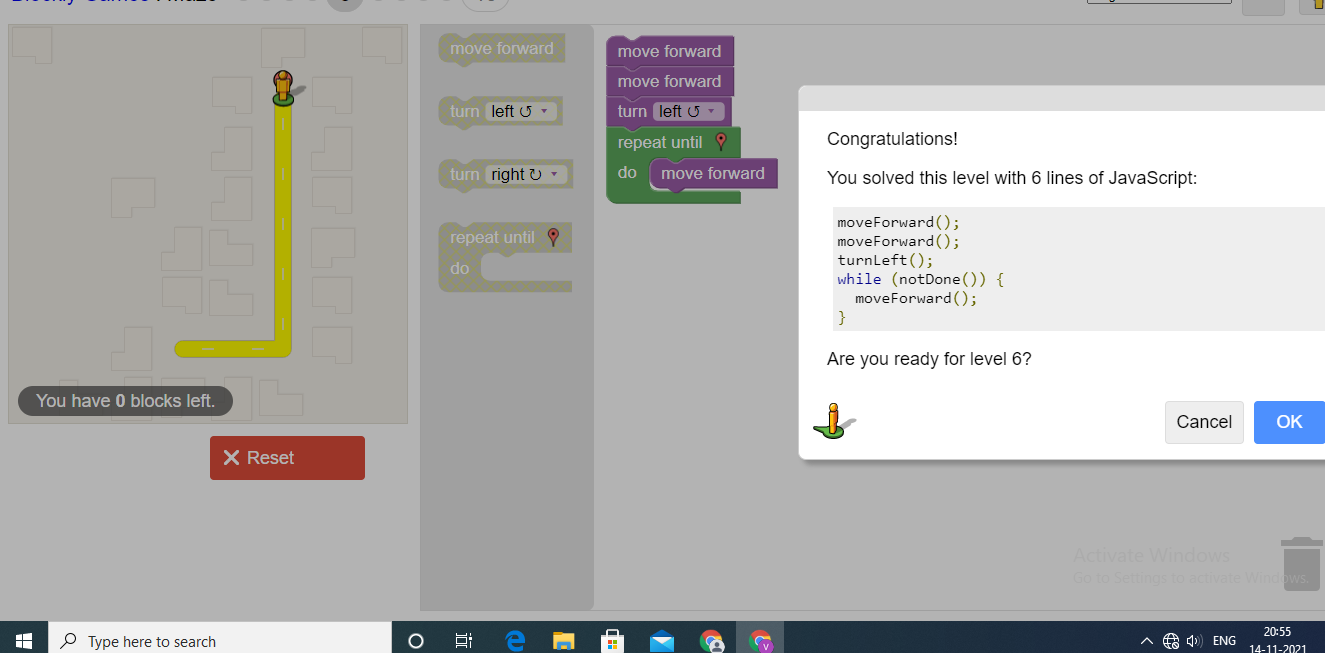 move forward
turn left ↺ ▾
turn right ↻ ▾
repeat until
do
move forward
move forward
turn left ↺ ▾
repeat until
do move forward
You have 0 blocks left.
Reset
Congratulations!
You solved this level with 6 lines of JavaScript:
moveForward();
moveForward();
turnLeft();
while (notDone()) {
  moveForward();
}
Are you ready for level 6?
Cancel OK
Activate Windows
Go to Settings to activate Windows.
Type here to search
ENG
20:55
14-11-2021